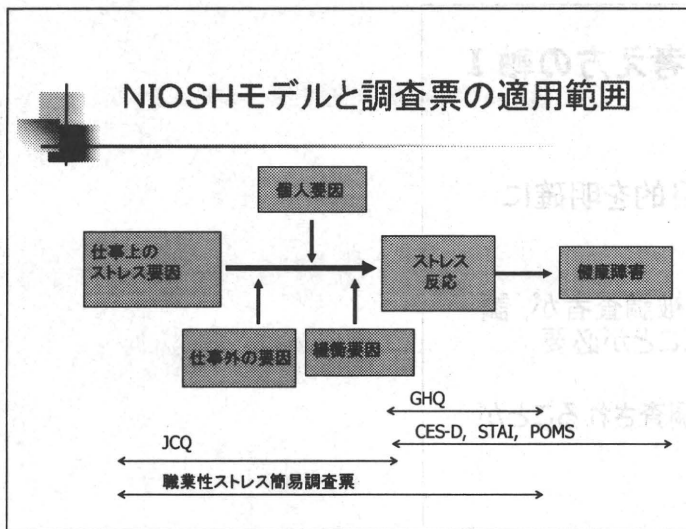 NIOSHモデルと調査票の適用範囲
個人要因
仕事上の
ストレス要因
ストレス
反応
健康障害
仕事外の要因
緩衝要因
GHQ
CES-D, STAI, POMS
JCQ
職業性ストレス簡易調査票